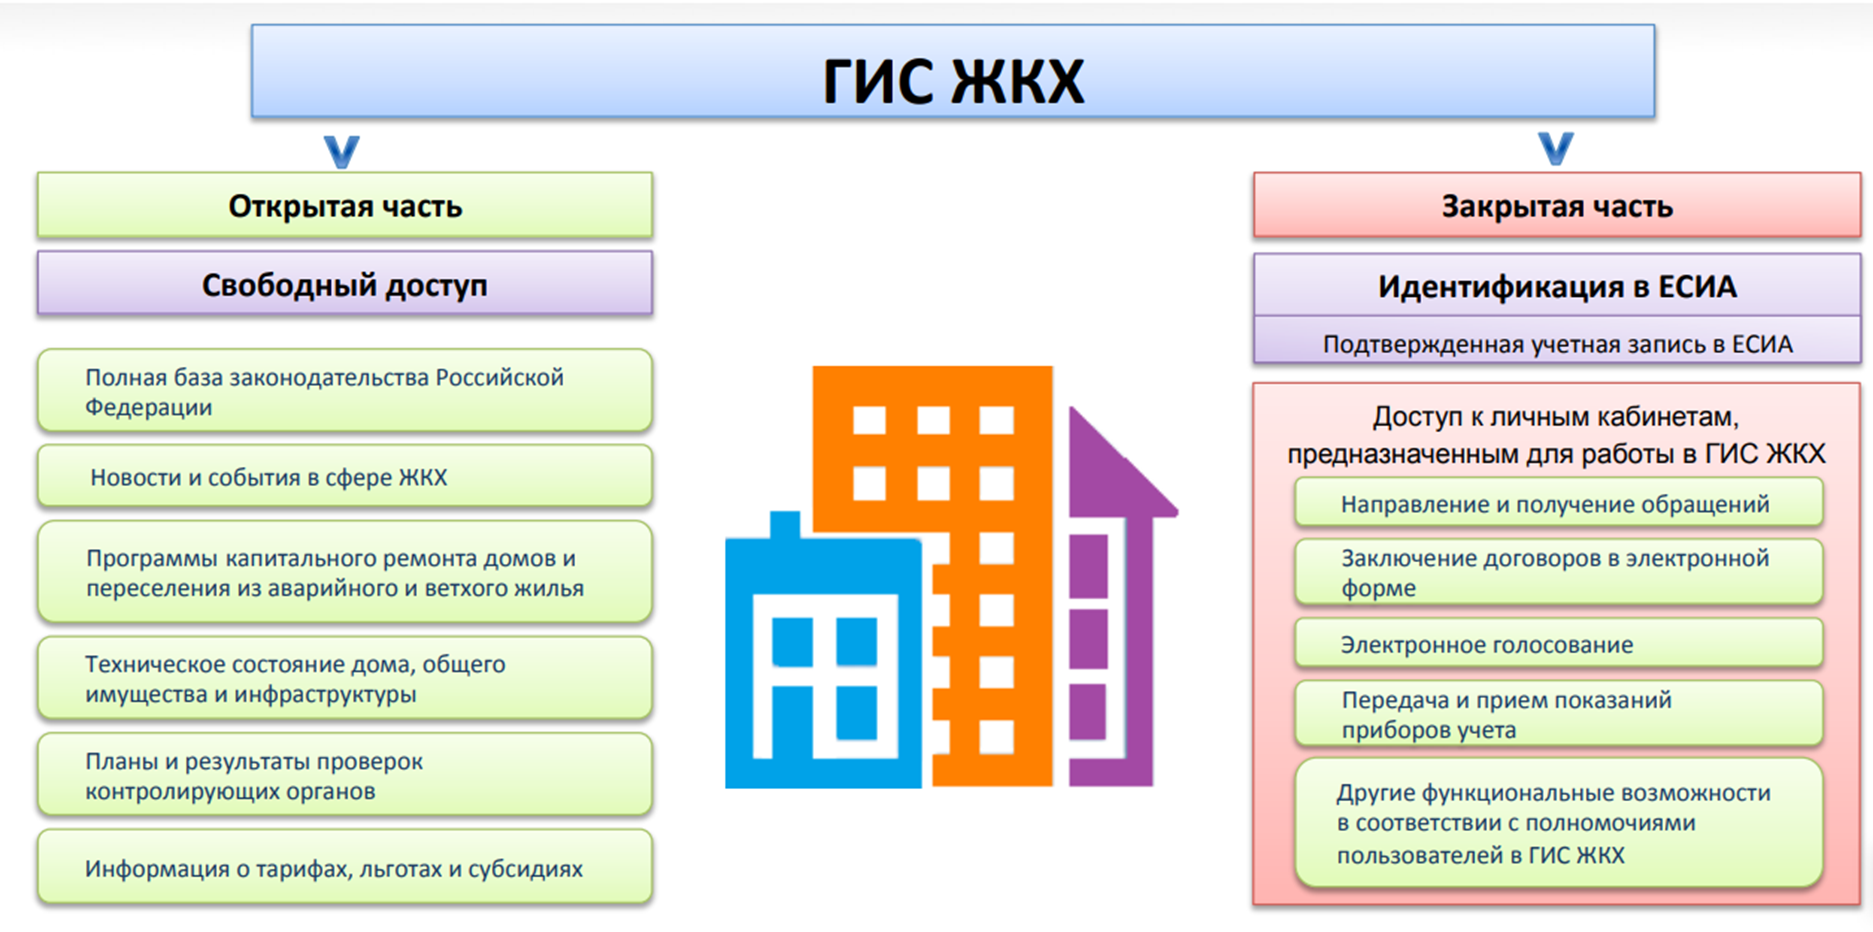 ГИС ЖКХ
Открытая часть
Свободный доступ
Полная база законодательства Российской
Федерации
Новости и события в сфере ЖКХ
Программы капитального ремонта домов и
переселения из аварийного и ветхого жилья
Техническое состояние дома, общего
имущества и инфраструктуры
Планы и результаты проверок
контролирующих органов
Информация о тарифах, льготах и субсидиях
Закрытая часть
Идентификация в ЕСИА
Подтвержденная учетная запись в ЕСИА
Доступ к личным кабинетам,
предназначенным для работы в ГИС ЖКХ
Направление и получение обращений
Заключение договоров в электронной
форме
Электронное голосование
Передача и прием показаний
приборов учета
Другие функциональные возможности
в соответствии с полномочиями
пользователей в ГИС ЖКХ